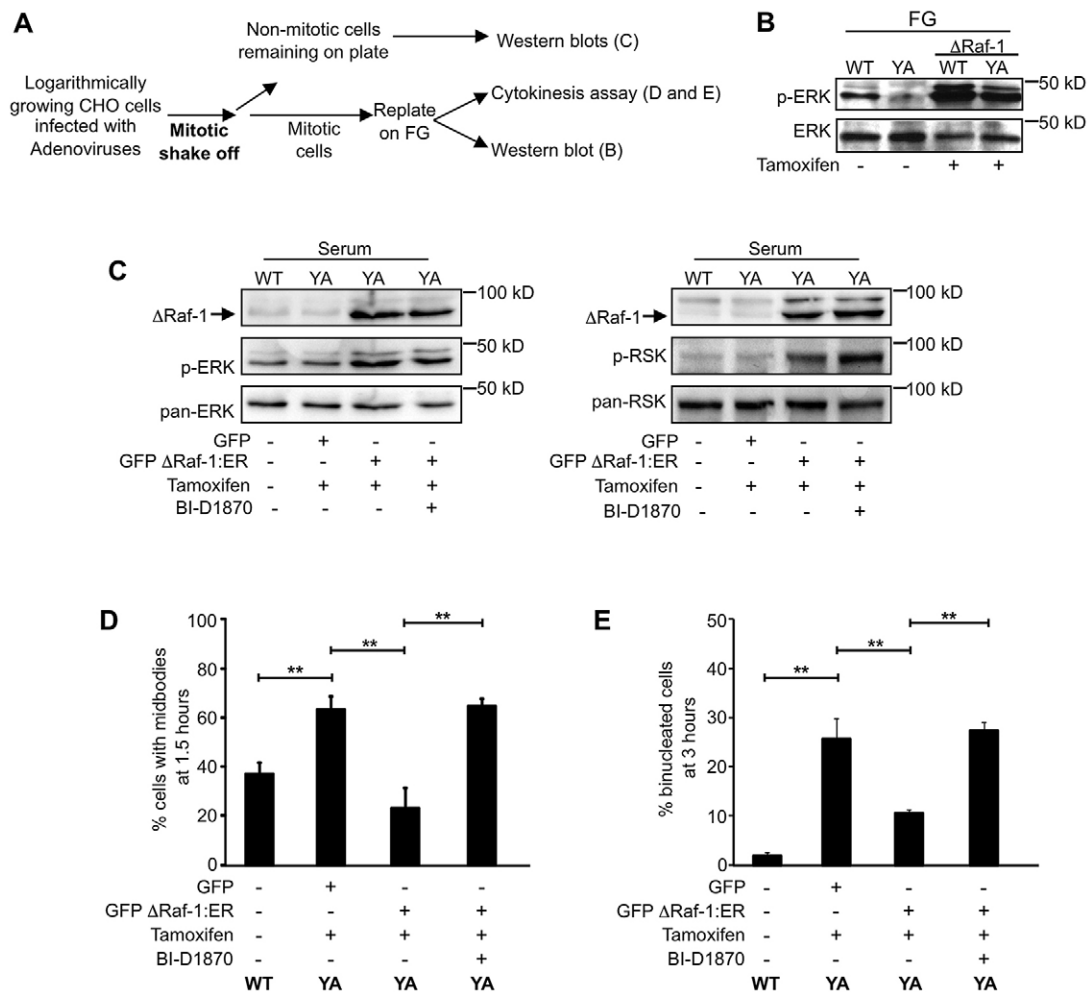 A
Logarithmically
growing CHO cells
infected with
Adenoviruses
Mitotic
shake off
Non-mitotic cells
remaining on plate
Western blots (C)
Mitotic
cells
Replate
on FG
Cytokinesis assay (D and E)
Western blot (B)
B
FG
ΔRaf-1
WT YA WT YA
p-ERK
50 kD
ERK
50 kD
Tamoxifen - - + +
C
Serum
WT YA YA YA
ΔRaf-1
100 kD
p-ERK
50 kD
pan-ERK
50 kD
GFP - + - -
GFP ΔRaf-1:ER - - + +
Tamoxifen - + + +
BI-D1870 - - - +
Serum
WT YA YA YA
ΔRaf-1
100 kD
p-RSK
100 kD
pan-RSK
100 kD
GFP - + - -
GFP ΔRaf-1:ER - - + +
Tamoxifen - + + +
BI-D1870 - - - +
D
% cells with midbodies
at 1.5 hours
100
80
60
40
20
0
** ** **
GFP - + - -
GFP ΔRaf-1:ER - - + +
Tamoxifen - + + +
BI-D1870 - - - +
WT YA YA YA
E
% binucleated cells
at 3 hours
50
40
30
20
10
0
** ** **
GFP - + - -
GFP ΔRaf-1:ER - - + +
Tamoxifen - + + +
BI-D1870 - - - +
WT YA YA YA